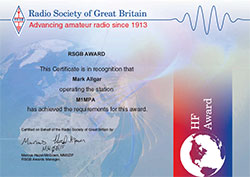 Radio Society of Great Britain
Advancing amateur radio since 1913
RSGB AWARD
This Certificate is in recognition that
Mark Allgar
operating the station
M1MPA
has achieved the requirements for this award.
Certified on Behalf of the Radio Society of Great Britain by
RSGB Awards Manager.
HF
Award